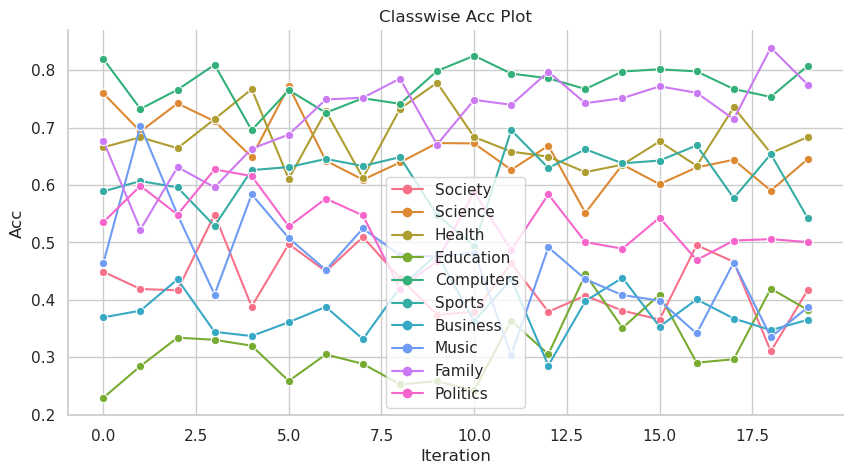 Classwise Acc Plot
Acc
0.8
0.7
0.6
0.5
0.4
0.3
0.2
Society
Science
Health
Education
Computers
Sports
Business
Music
Family
Politics
0.0 2.5 5.0 7.5 10.0 12.5 15.0 17.5
Iteration